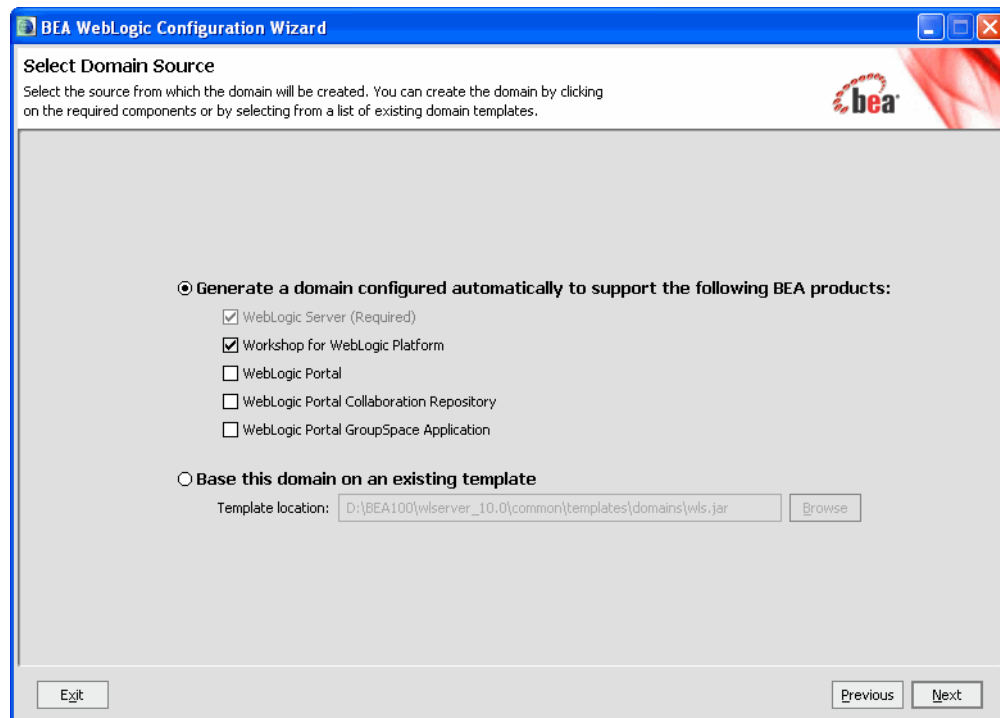 BEA WebLogic Configuration Wizard
Select Domain Source
Select the source from which the domain will be created. You can create the domain by clicking
on the required components or by selecting from a list of existing domain templates.
bea
Generate a domain configured automatically to support the following BEA products:
WebLogic Server (Required)
Workshop for WebLogic Platform
WebLogic Portal
WebLogic Portal Collaboration Repository
WebLogic Portal GroupSpace Application
Base this domain on an existing template
Template location: D:\BEA100\wlserver_10.0\common\templates\domains\wls.jar Browse
Exit Previous Next